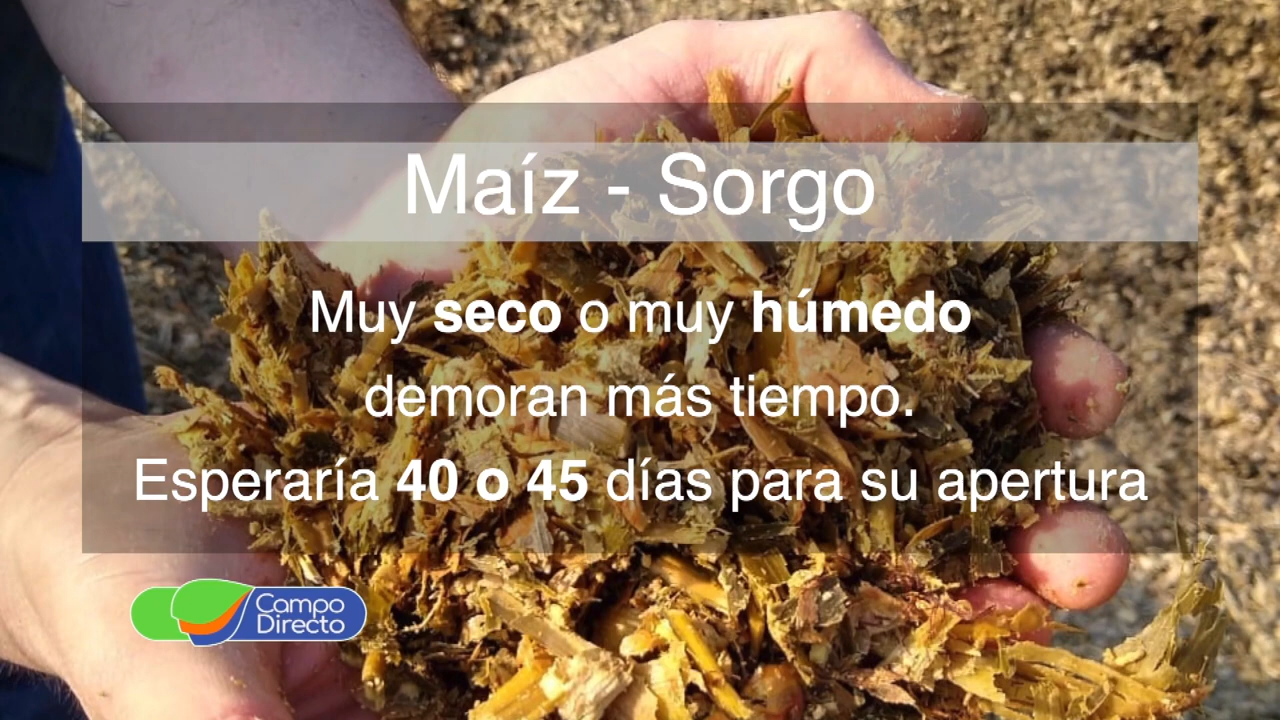 Maíz - Sorgo
Muy seco o muy húmedo
demoran más tiempo.
Esperaría 40 o 45 días para su apertura
Campo
Directo